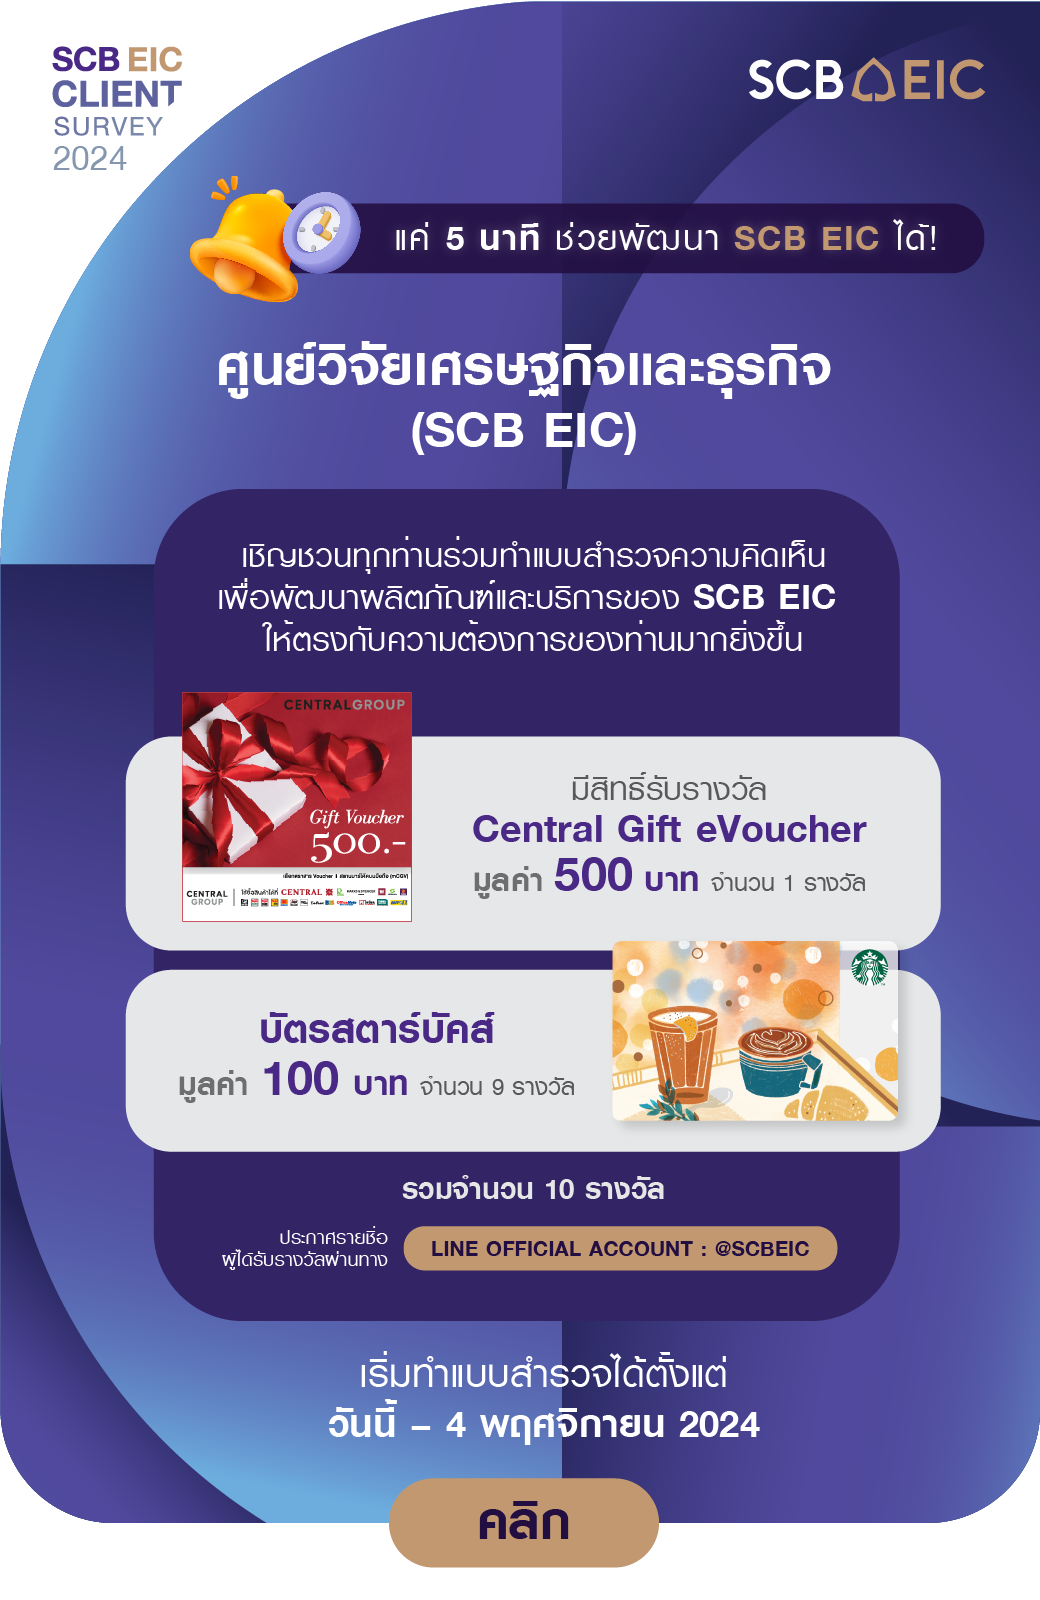 SCB EIC
CLIENT
SURVEY
2024
SCB EIC
แค่ 5 นาที ช่วยพัฒนา SCB EIC ได้!
ศูนย์วิจัยเศรษฐกิจและธุรกิจ
(SCB EIC)
เชิญชวนทุกท่านร่วมทำแบบสำรวจความคิดเห็น
เพื่อพัฒนาผลิตภัณฑ์และบริการของ SCB EIC
ให้ตรงกับความต้องการของท่านมากยิ่งขึ้น
CENTRALGROUP
Gift Voucher
500.-
CENTRAL
GROUP
ใช้ซื้อสินค้าได้ที่ CENTRAL
MARKS & SPENCER
มีสิทธิ์รับรางวัล
Central Gift eVoucher
มูลค่า 500 บาท จำนวน 1 รางวัล
บัตรสตาร์บัคส์
มูลค่า 100 บาท จำนวน 9 รางวัล
รวมจำนวน 10 รางวัล
ประกาศรายชื่อ
ผู้ได้รับรางวัลผ่านทาง
LINE OFFICIAL ACCOUNT : @SCBEIC
เริ่มทำแบบสำรวจได้ตั้งแต่
วันนี้ – 4 พฤศจิกายน 2024
คลิก